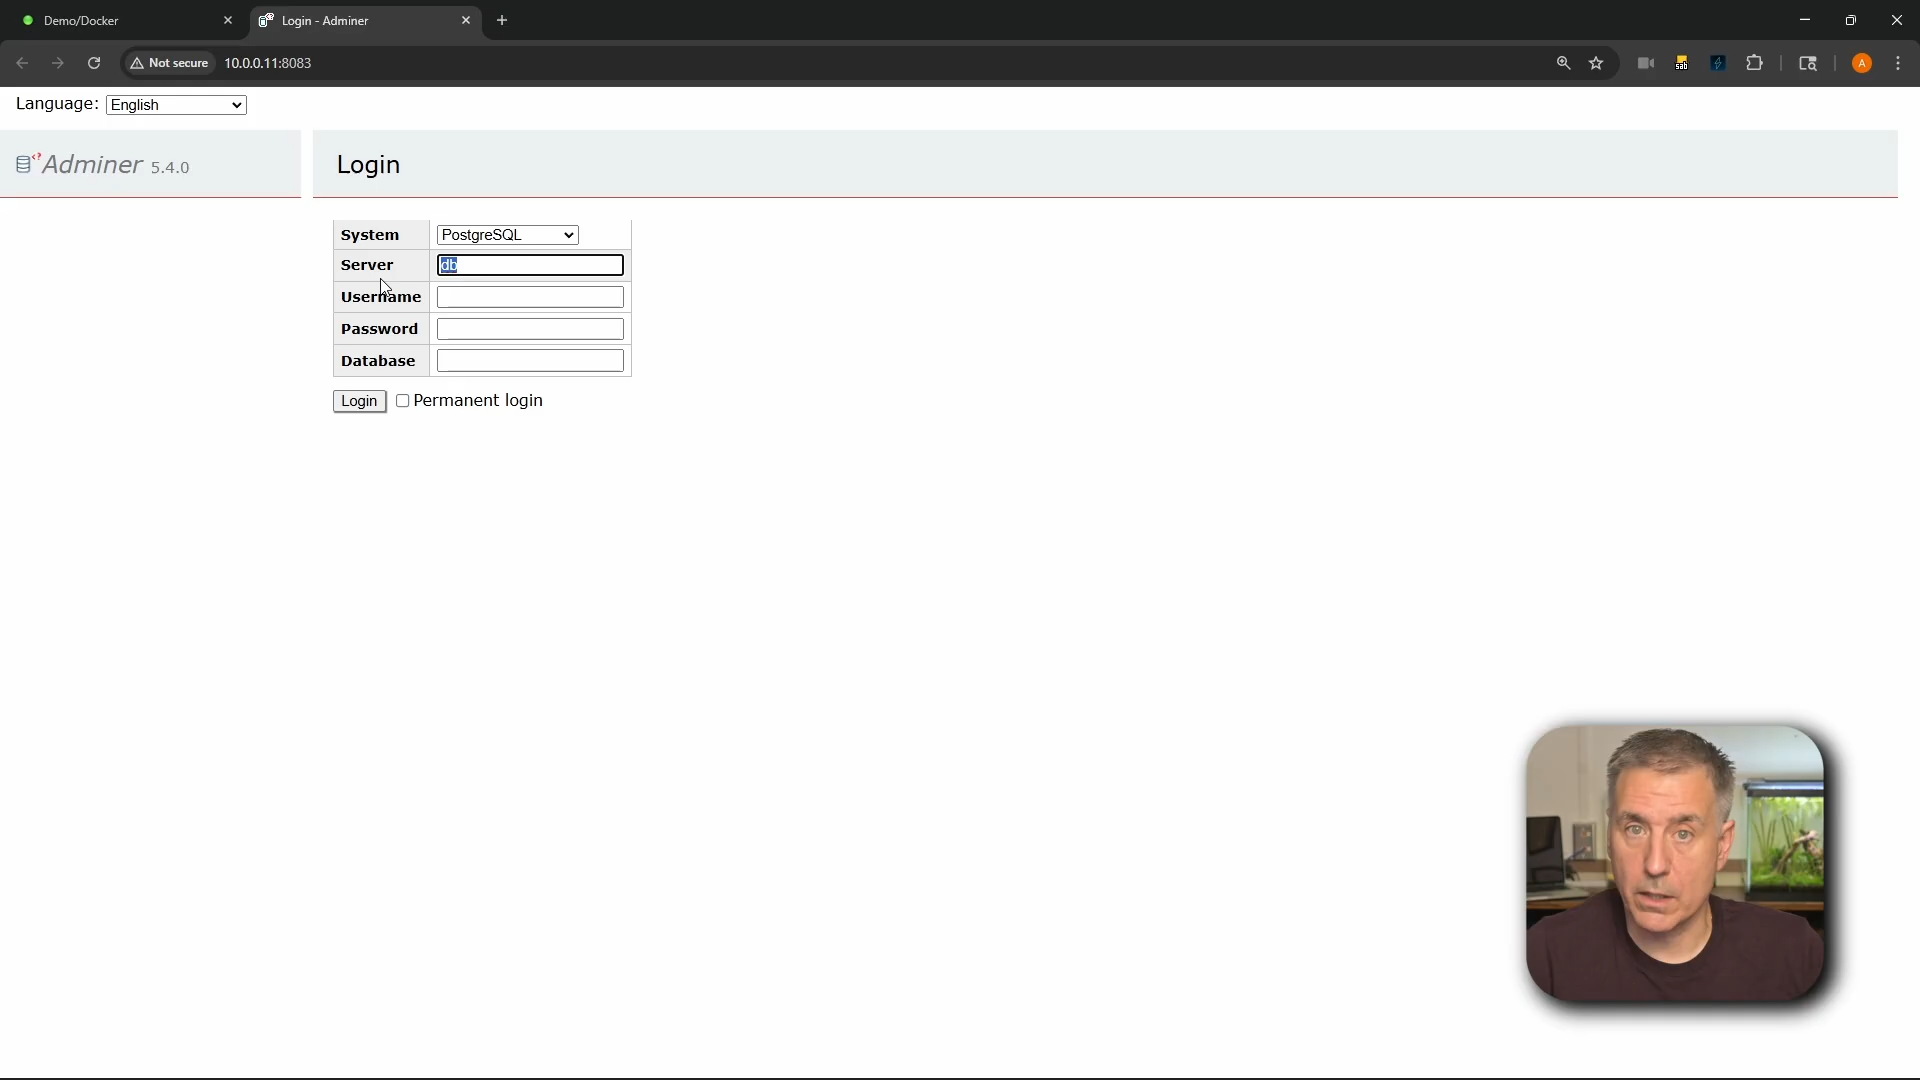 Demo/Docker
Login - Adminer
Not secure
10.0.0.11:8083
sab
A
Language: English
Adminer 5.4.0
Login
System PostgreSQL
Server db
Username
Password
Database
Login Permanent login